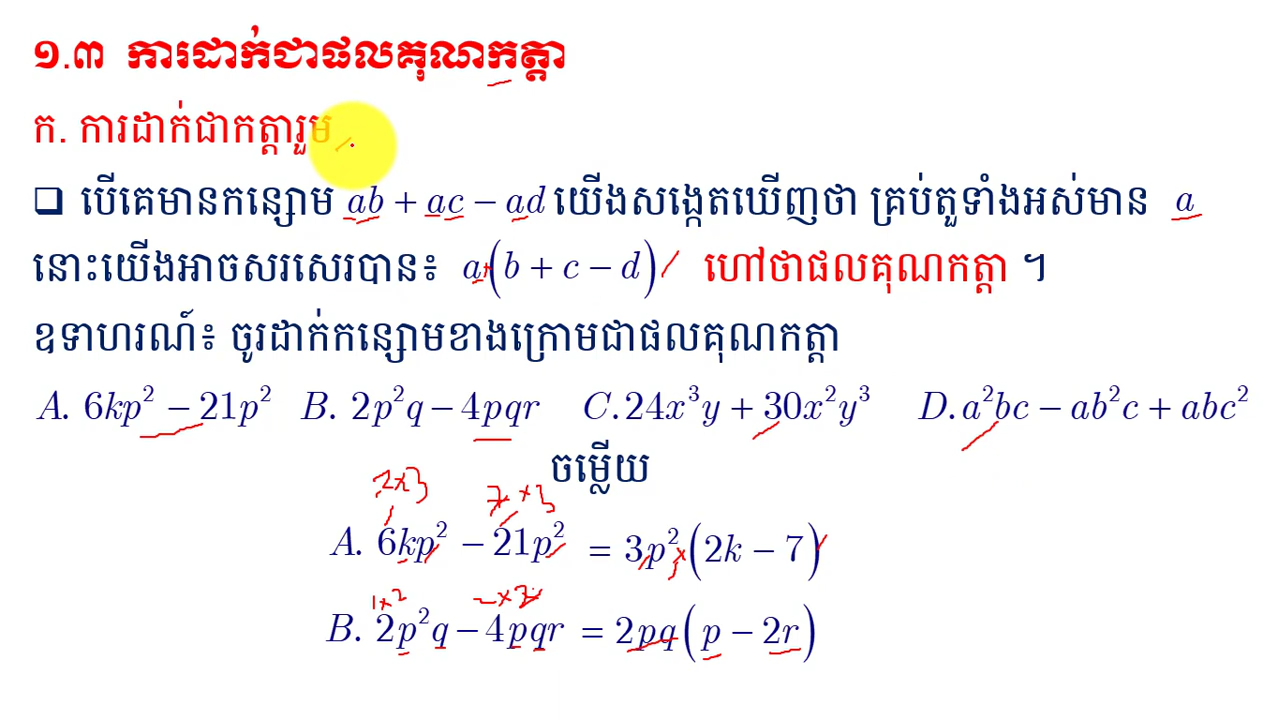 ១.៣ ការដាក់ជាផលគុណកត្តា
ក. ការដាក់ជាកត្តារួម
❑ បើគេមានកន្សោម ab + ac − ad យើងសង្កេតឃើញថា គ្រប់តួទាំងអស់មាន a
នោះយើងអាចសរសេរបាន៖ a(b + c − d) ហៅថាផលគុណកត្តា ។
ឧទាហរណ៍៖ ចូរដាក់កន្សោមខាងក្រោមជាផលគុណកត្តា
A. 6kp² − 21p² B. 2p²q − 4pqr C. 24x³y + 30x²y³ D. a²bc − ab²c + abc²
ចម្លើយ
2×3 7×3
A. 6kp² − 21p² = 3p²(2k − 7)
1×2
B. 2p²q − 4pqr = 2pq(p − 2r)